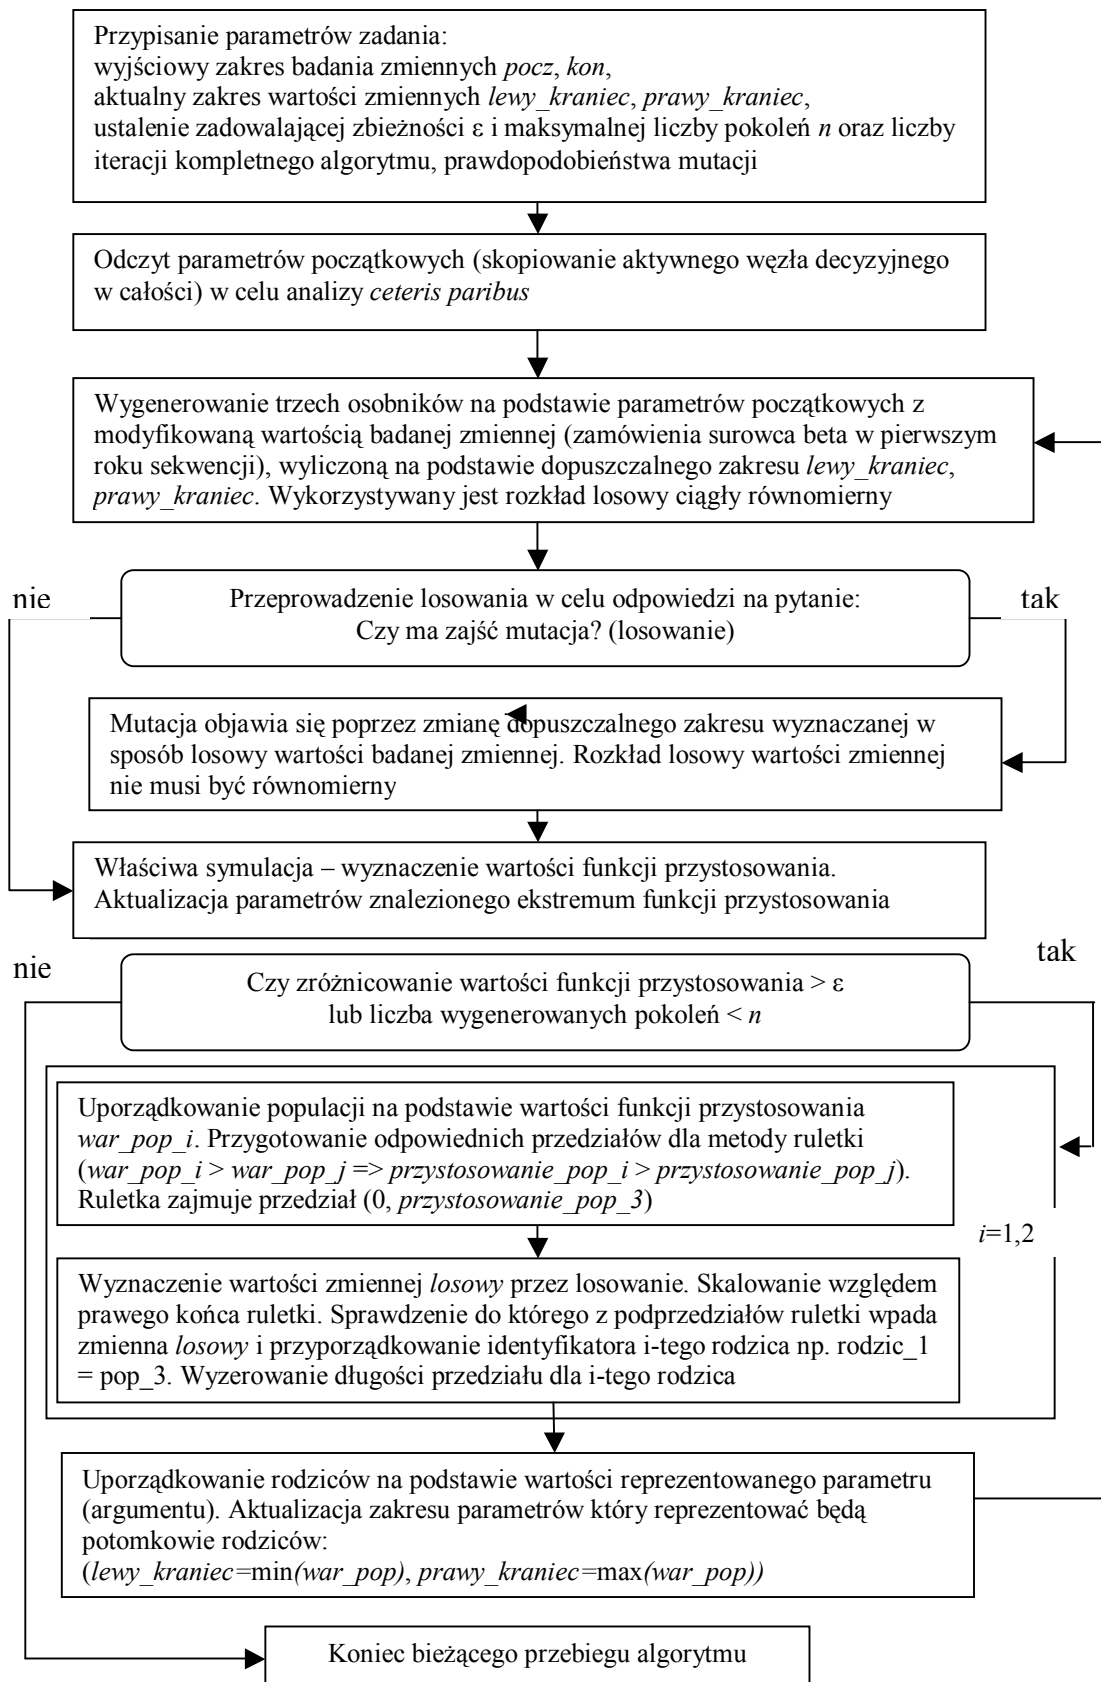 Przypisanie parametrów zadania:
wyjściowy zakres badania zmiennych pocz, kon,
aktualny zakres wartości zmiennych lewy_kraniec, prawy_kraniec,
ustalenie zadowalającej zbieżności ε i maksymalnej liczby pokoleń n oraz liczby
iteracji kompletnego algorytmu, prawdopodobieństwa mutacji
Odczyt parametrów początkowych (skopiowanie aktywnego węzła decyzyjnego
w całości) w celu analizy ceteris paribus
Wygenerowanie trzech osobników na podstawie parametrów początkowych z
modyfikowaną wartością badanej zmiennej (zamówienia surowca beta w pierwszym
roku sekwencji), wyliczoną na podstawie dopuszczalnego zakresu lewy_kraniec,
prawy_kraniec. Wykorzystywany jest rozkład losowy ciągły równomierny
nie
Przeprowadzenie losowania w celu odpowiedzi na pytanie:
Czy ma zajść mutacja? (losowanie)
tak
Mutacja objawia się poprzez zmianę dopuszczalnego zakresu wyznaczanej w
sposób losowy wartości badanej zmiennej. Rozkład losowy wartości zmiennej
nie musi być równomierny
Właściwa symulacja – wyznaczenie wartości funkcji przystosowania.
Aktualizacja parametrów znalezionego ekstremum funkcji przystosowania
nie
Czy zróżnicowanie wartości funkcji przystosowania > ε
lub liczba wygenerowanych pokoleń < n
tak
Uporządkowanie populacji na podstawie wartości funkcji przystosowania
war_pop_i. Przygotowanie odpowiednich przedziałów dla metody ruletki
(war_pop_i > war_pop_j => przystosowanie_pop_i > przystosowanie_pop_j).
Ruletka zajmuje przedział (0, przystosowanie_pop_3)
i=1,2
Wyznaczenie wartości zmiennej losowy przez losowanie. Skalowanie względem
prawego końca ruletki. Sprawdzenie do którego z podprzedziałów ruletki wpada
zmienna losowy i przyporządkowanie identyfikatora i-tego rodzica np. rodzic_1
= pop_3. Wyzerowanie długości przedziału dla i-tego rodzica
Uporządkowanie rodziców na podstawie wartości reprezentowanego parametru
(argumentu). Aktualizacja zakresu parametrów który reprezentować będą
potomkowie rodziców:
(lewy_kraniec=min(war_pop), prawy_kraniec=max(war_pop))
Koniec bieżącego przebiegu algorytmu